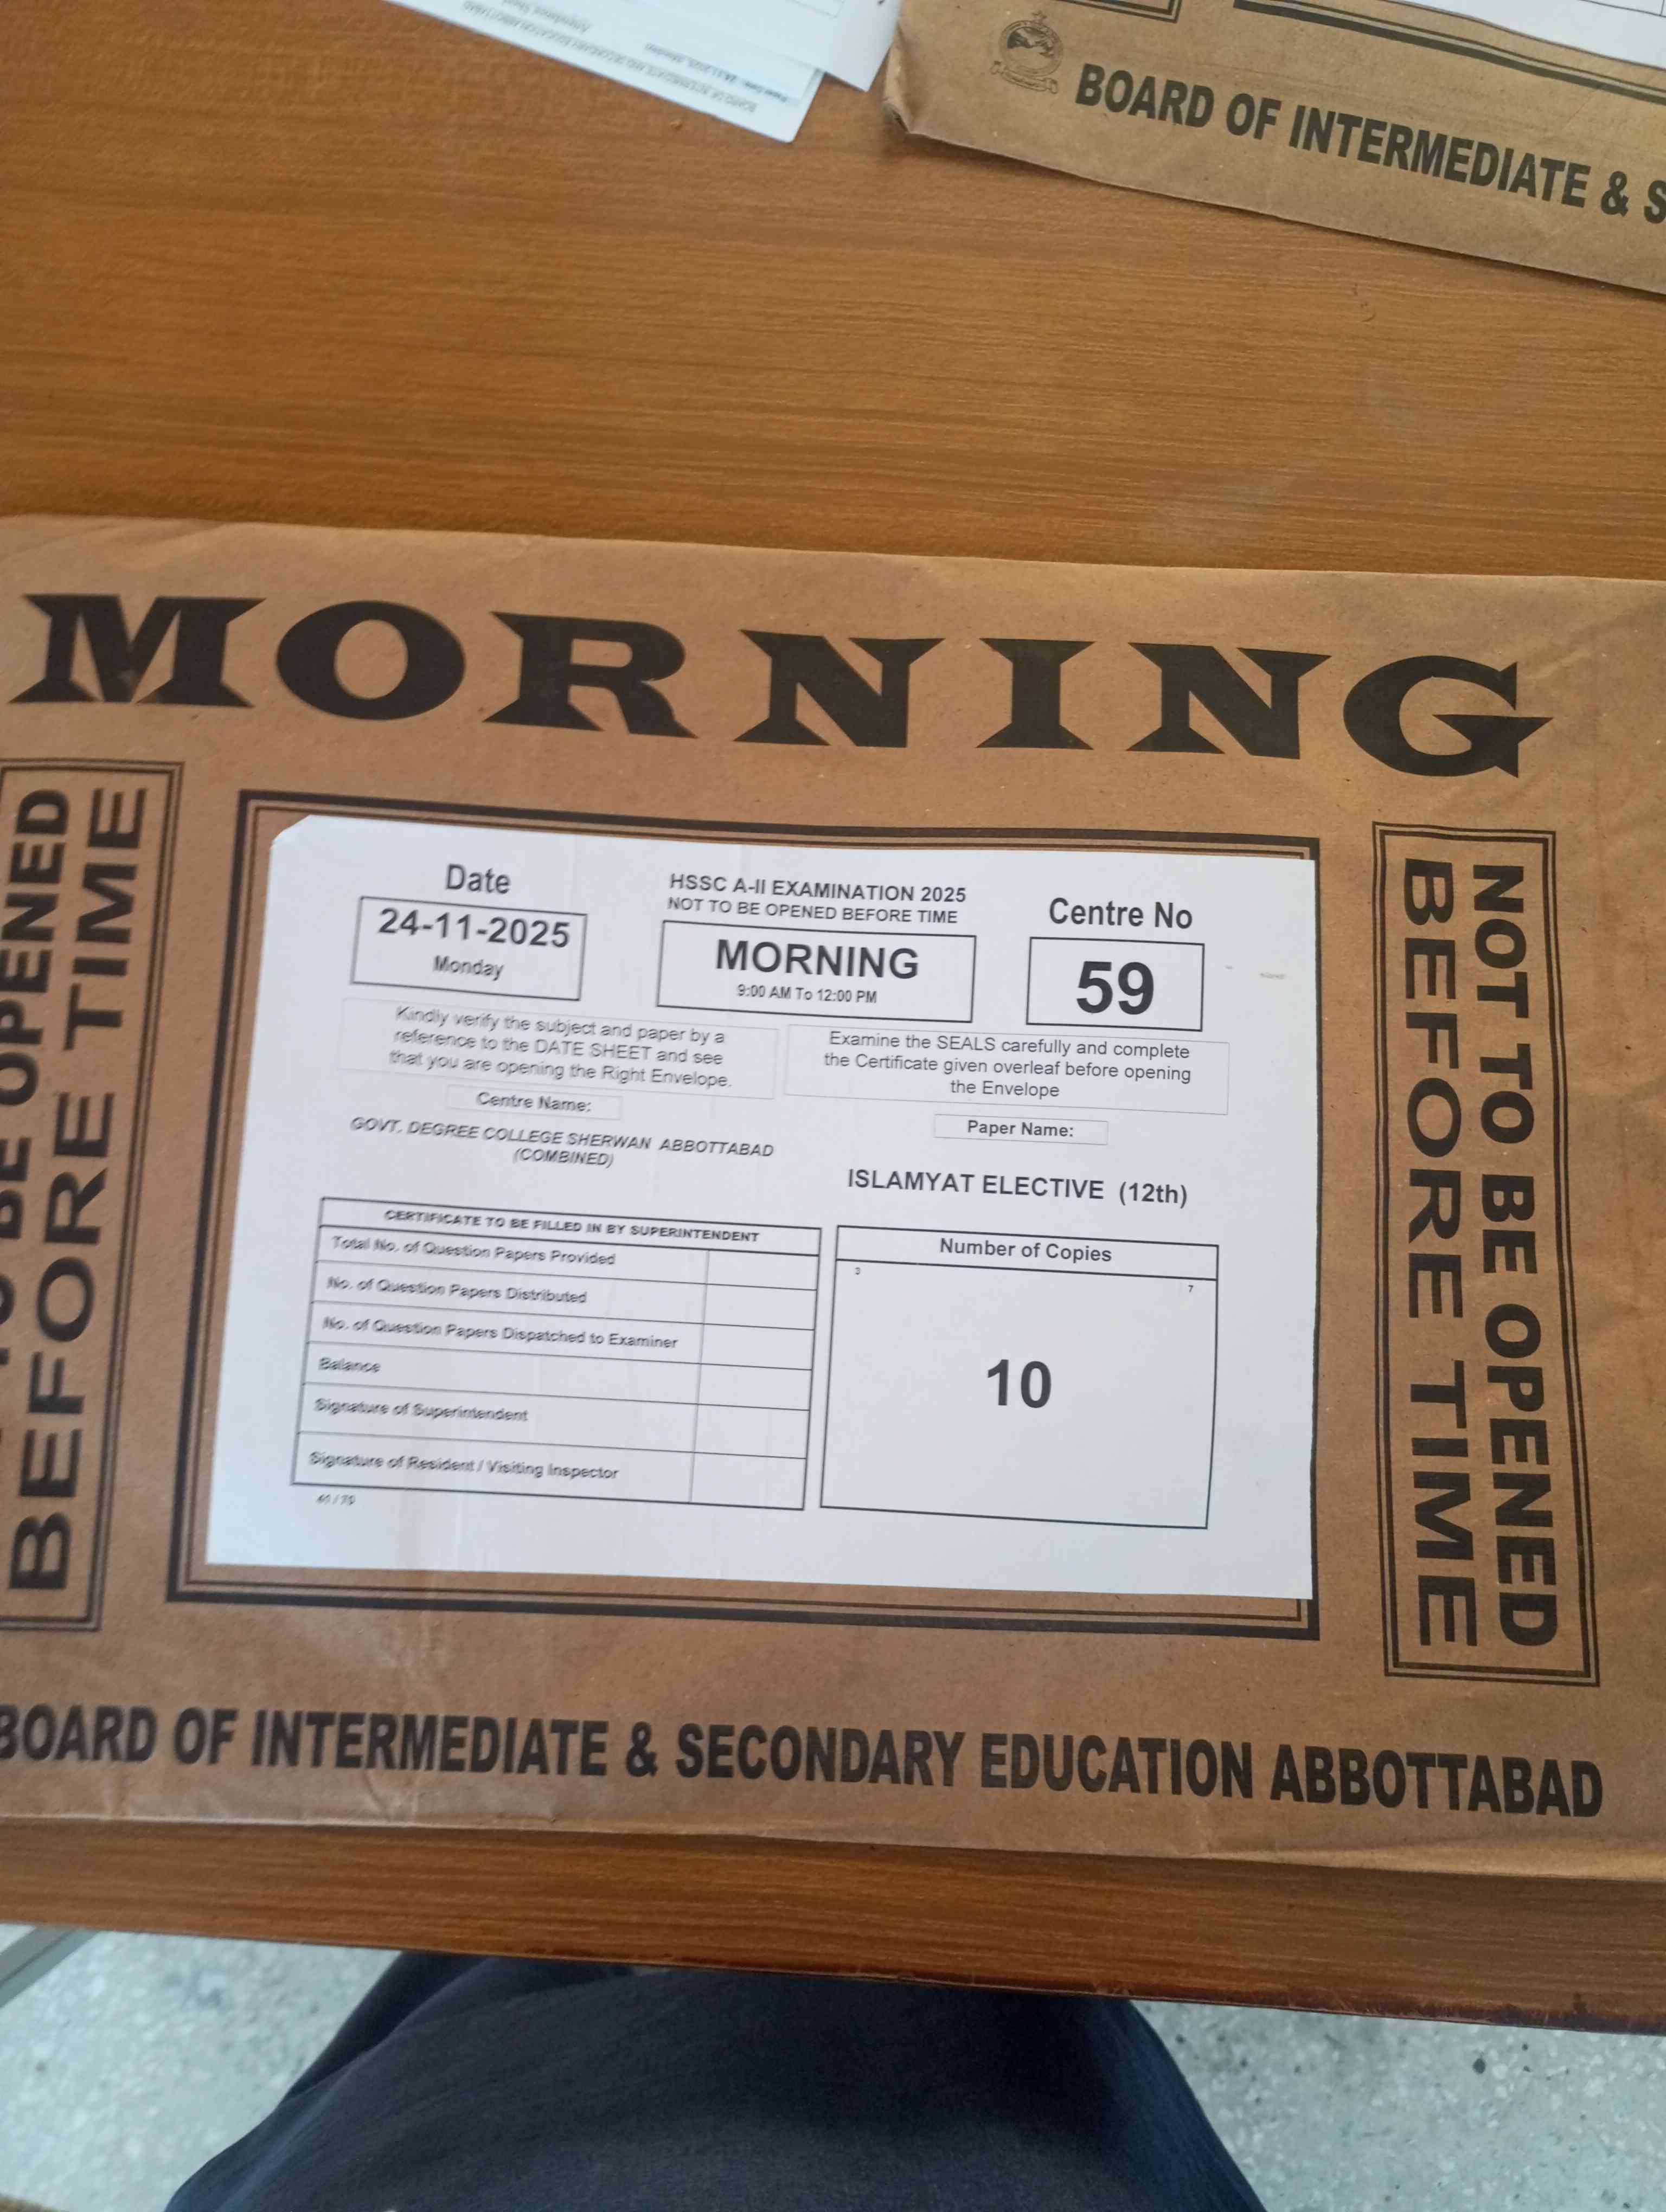 BOARD OF INTERMEDIATE & S
MORNING
NOT TO BE OPENED
BEFORE TIME
Date
24-11-2025
Monday
HSSC A-II EXAMINATION 2025
NOT TO BE OPENED BEFORE TIME
MORNING
9:00 AM To 12:00 PM
Centre No
59
Kindly verify the subject and paper by a
reference to the DATE SHEET and see
that you are opening the Right Envelope.
Examine the SEALS carefully and complete
the Certificate given overleaf before opening
the Envelope
Centre Name:
GOVT. DEGREE COLLEGE SHERWAN ABBOTTABAD
(COMBINED)
Paper Name:
ISLAMYAT ELECTIVE (12th)
CERTIFICATE TO BE FILLED IN BY SUPERINTENDENT
Total No. of Question Papers Provided
No. of Question Papers Distributed
No. of Question Papers Dispatched to Examiner
Balance
Signature of Superintendent
Signature of Resident / Visiting Inspector
Number of Copies
3
7
10
BE OPENED
BEFORE TIME
BOARD OF INTERMEDIATE & SECONDARY EDUCATION ABBOTTABAD